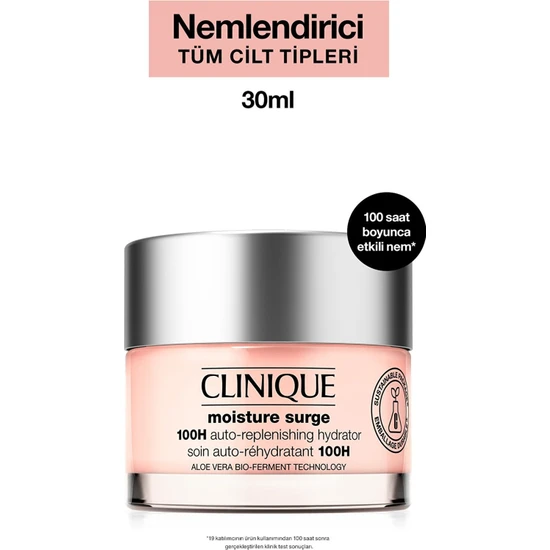 Nemlendirici
TÜM CİLT TİPLERİ
30ml
100 saat
boyunca
etkili nem*
CLINIQUE
moisture surge
100H auto-replenishing hydrator
soin auto-réhydratant 100H
ALOE VERA BIO-FERMENT TECHNOLOGY
SUSTAINABLE
EMBALLAGE
*19 katılımcının ürün kullanımından 100 saat sonra
gerçekleştirilen klinik test sonuçları.